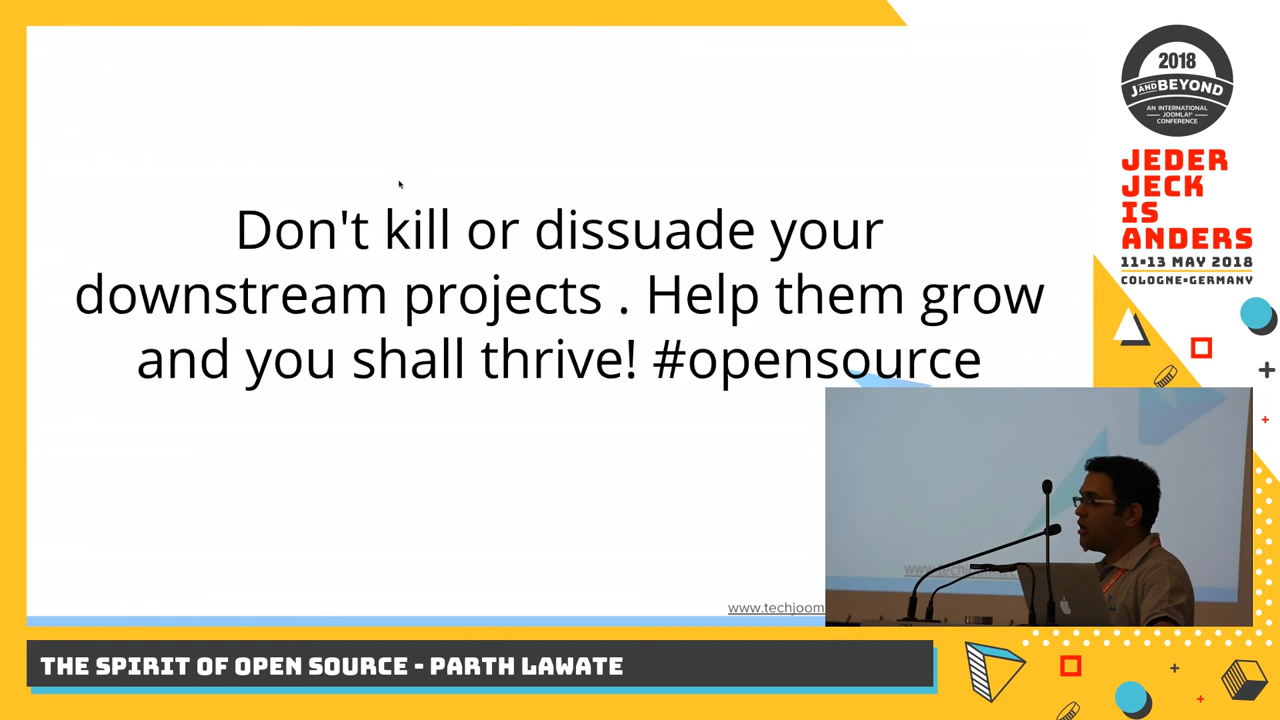 Don't kill or dissuade your
downstream projects . Help them grow
and you shall thrive! #opensource
www.techjoom
2018
J AND BEYOND
AN INTERNATIONAL
JOOMLA!
CONFERENCE
JEDER
JECK
IS
ANDERS
11-13 MAY 2018
COLOGNE-GERMANY
THE SPIRIT OF OPEN SOURCE - PARTH LAWATE